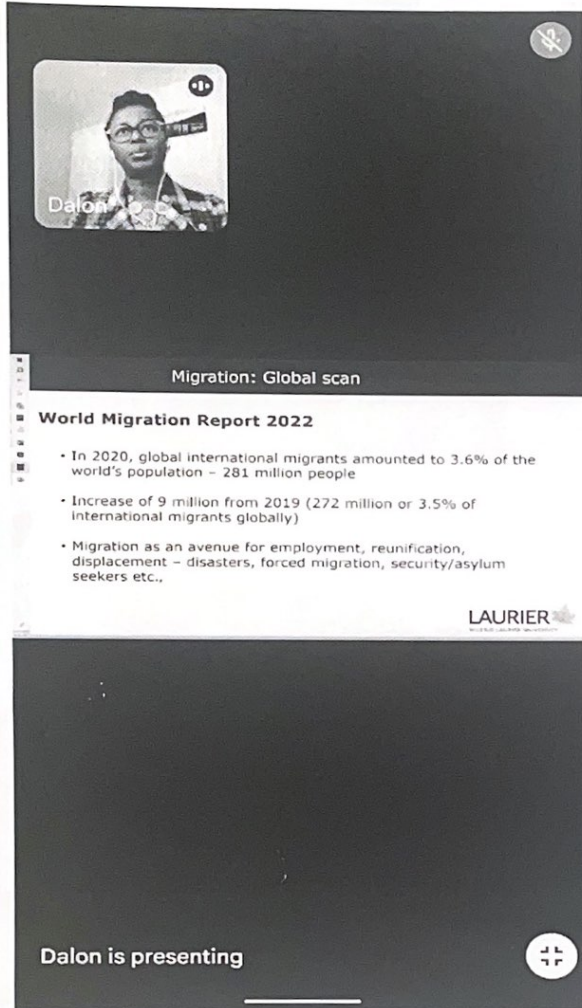 Dalon
Migration: Global scan
World Migration Report 2022
• In 2020, global international migrants amounted to 3.6% of the
world's population – 281 million people
• Increase of 9 million from 2019 (272 million or 3.5% of
international migrants globally)
• Migration as an avenue for employment, reunification,
displacement – disasters, forced migration, security/asylum
seekers etc.,
LAURIER
Dalon is presenting